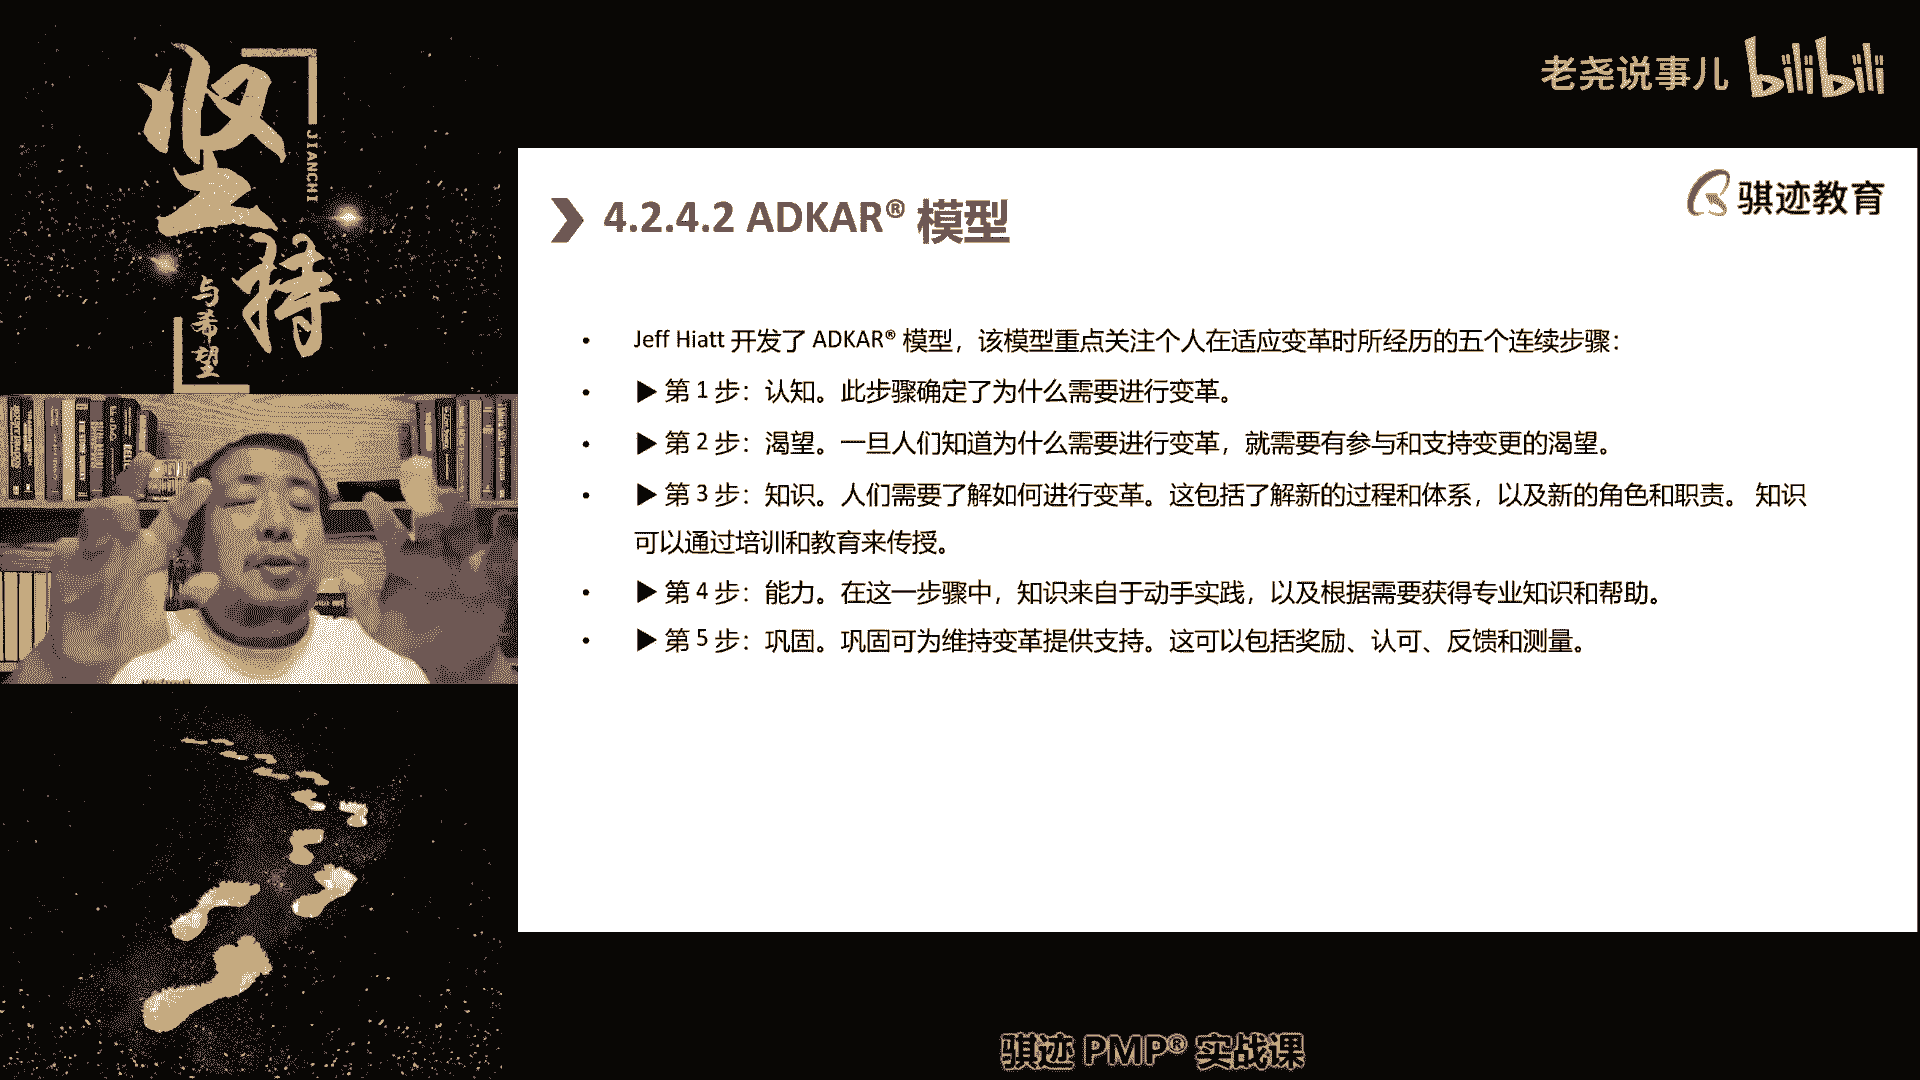 坚持
JIANCHI
与希望
老尧说事儿 bilibili
骐迹教育
4.2.4.2 ADKAR® 模型
• Jeff Hiatt 开发了 ADKAR® 模型，该模型重点关注个人在适应变革时所经历的五个连续步骤：
• ▶ 第 1 步：认知。此步骤确定了为什么需要进行变革。
• ▶ 第 2 步：渴望。一旦人们知道为什么需要进行变革，就需要有参与和支持变更的渴望。
• ▶ 第 3 步：知识。人们需要了解如何进行变革。这包括了解新的过程和体系，以及新的角色和职责。 知识
可以通过培训和教育来传授。
• ▶ 第 4 步：能力。在这一步骤中，知识来自于动手实践，以及根据需要获得专业知识和帮助。
• ▶ 第 5 步：巩固。巩固可为维持变革提供支持。这可以包括奖励、认可、反馈和测量。
骐迹 PMP® 实战课